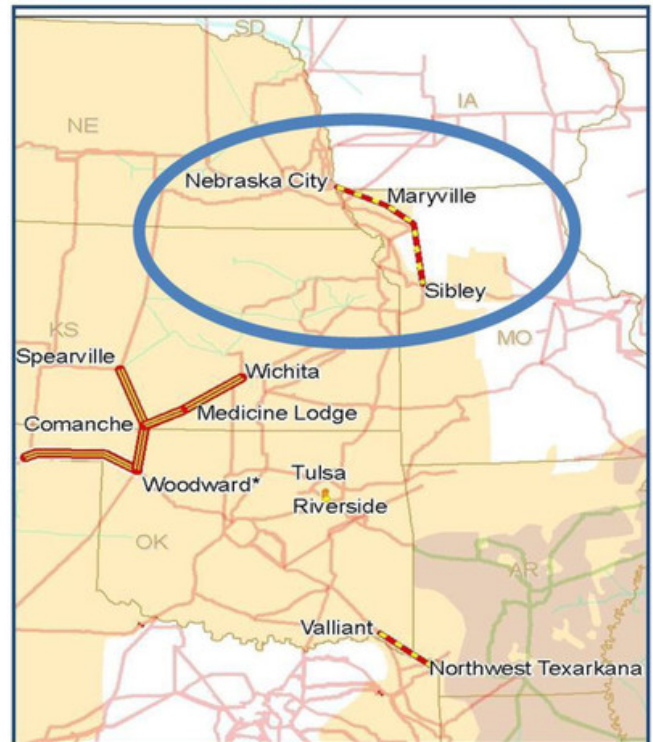 SD
IA
NE
Nebraska City
Maryville
Sibley
KS
MO
Spearville
Wichita
Medicine Lodge
Comanche
Tulsa
Woodward*
Riverside
OK
AR
Valliant
Northwest Texarkana